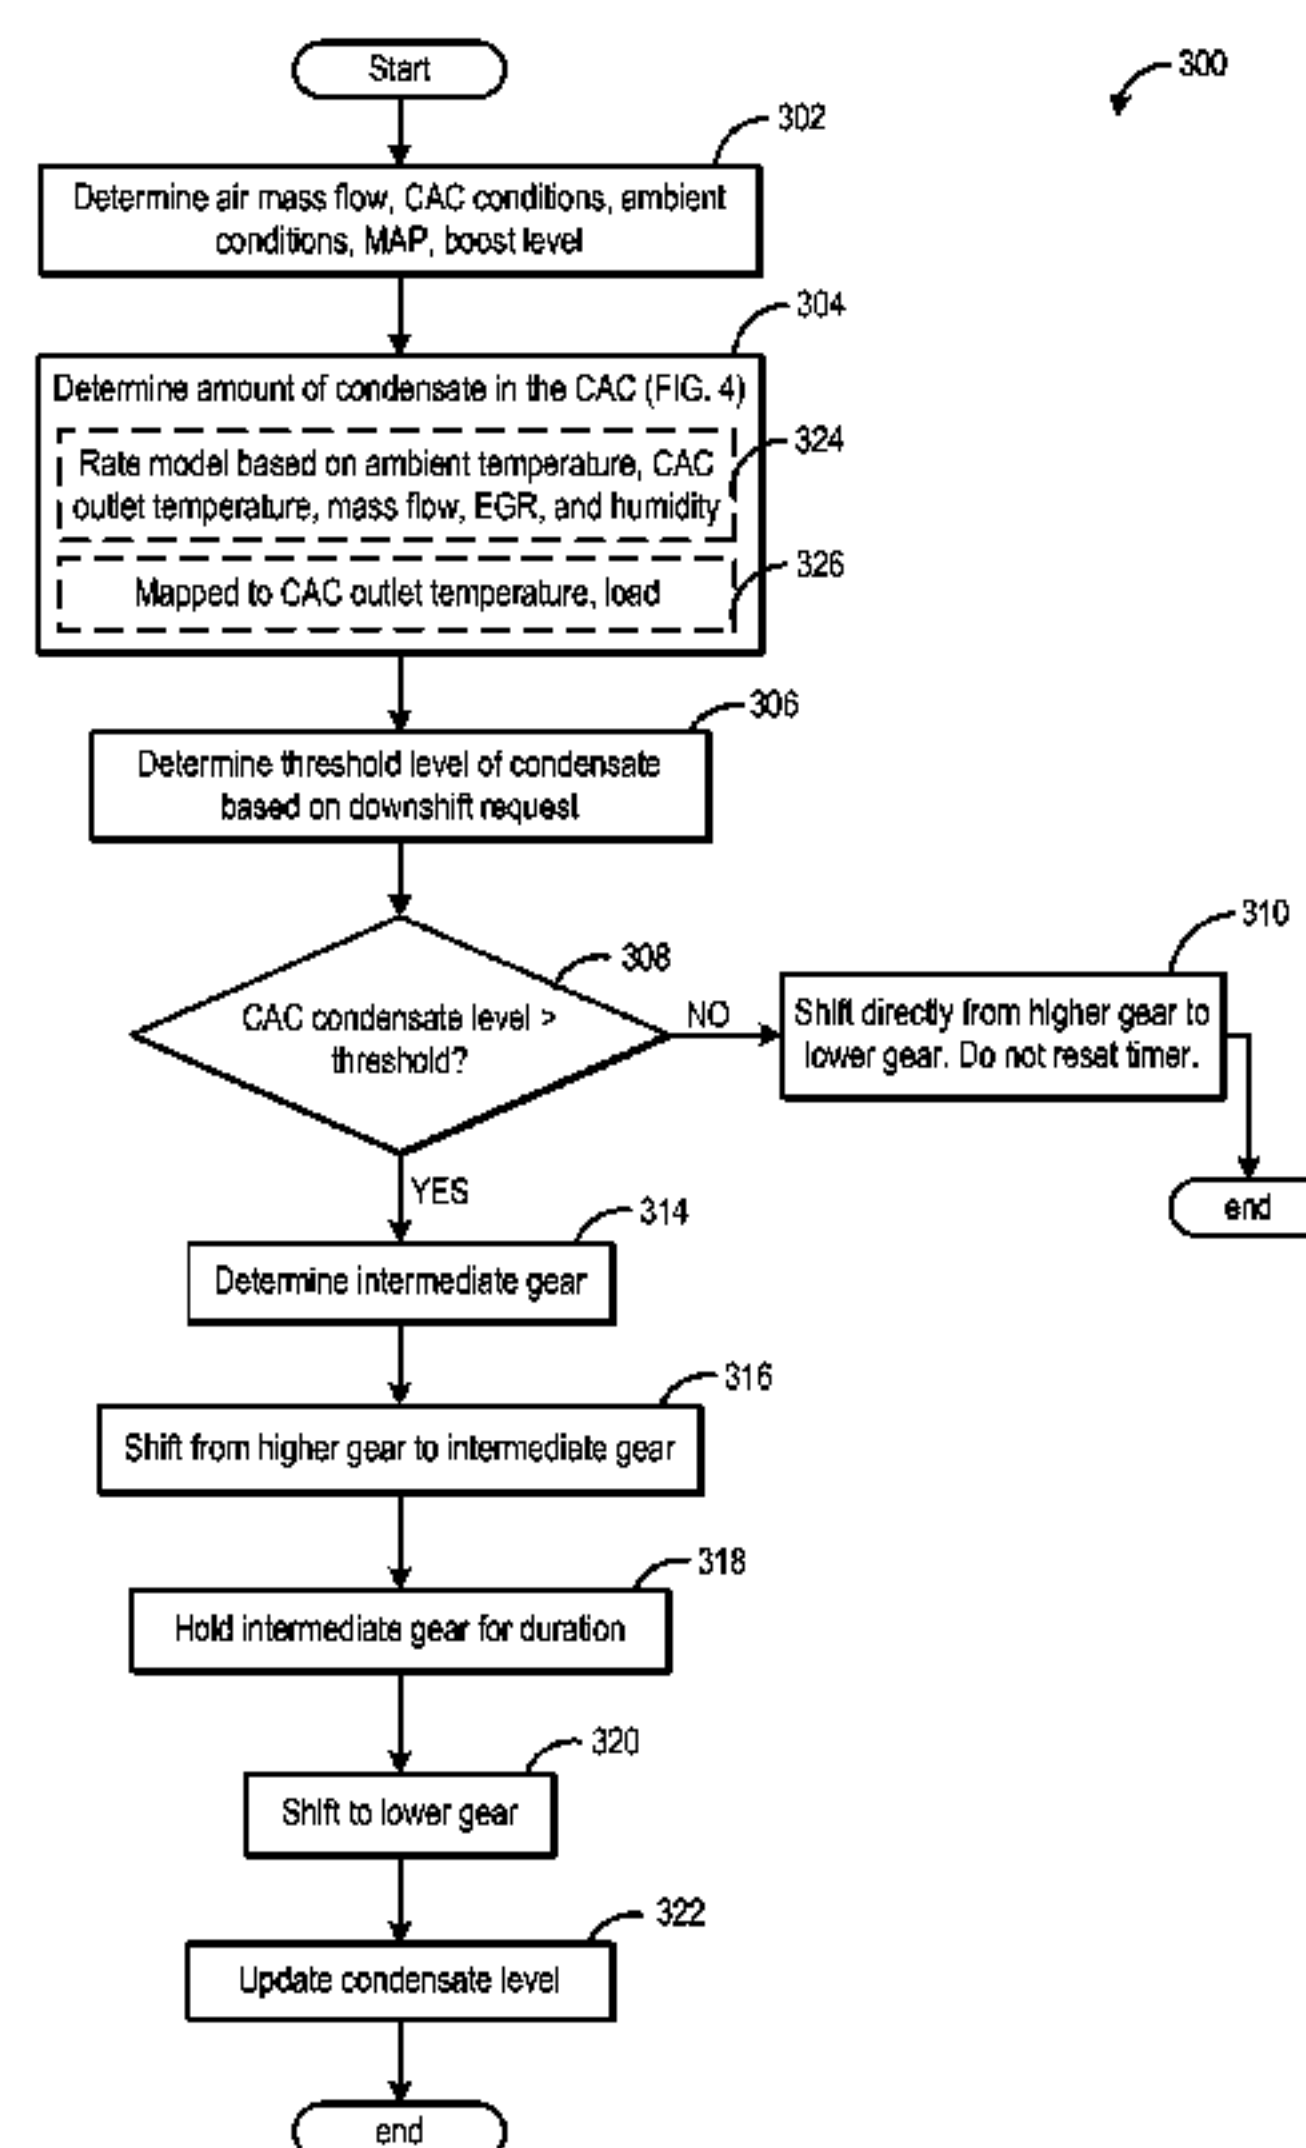 Start
300
302
Determine air mass flow, CAC conditions, ambient
conditions, MAP, boost level
304
Determine amount of condensate in the CAC (FIG. 4)
324
Rate model based on ambient temperature, CAC
outlet temperature, mass flow, EGR, and humidity
326
Mapped to CAC outlet temperature, load
306
Determine threshold level of condensate
based on downshift request
308
CAC condensate level >
threshold?
NO
310
Shift directly from higher gear to
lower gear. Do not reset timer.
end
YES
314
Determine intermediate gear
316
Shift from higher gear to intermediate gear
318
Hold intermediate gear for duration
320
Shift to lower gear
322
Update condensate level
end